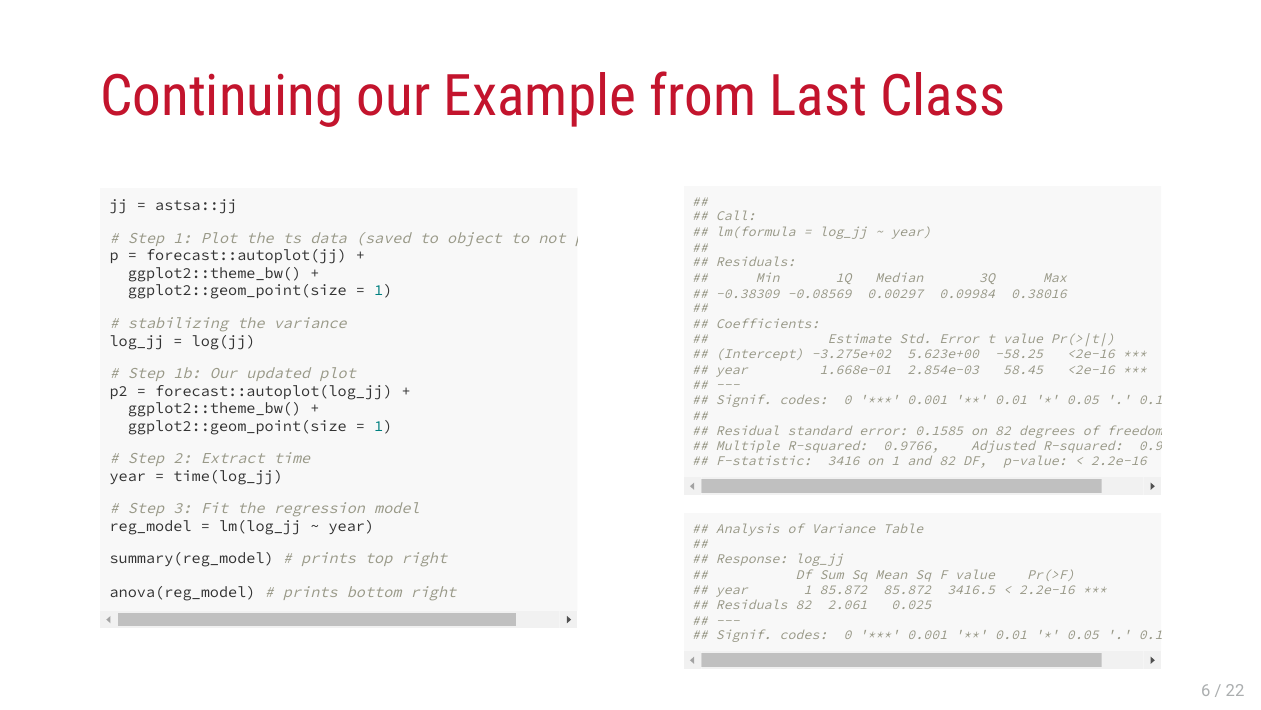 Continuing our Example from Last Class
jj = astsa::jj
# Step 1: Plot the ts data (saved to object to not
p = forecast::autoplot(jj) +
  ggplot2::theme_bw() +
  ggplot2::geom_point(size = 1)
# stabilizing the variance
log_jj = log(jj)
# Step 1b: Our updated plot
p2 = forecast::autoplot(log_jj) +
  ggplot2::theme_bw() +
  ggplot2::geom_point(size = 1)
# Step 2: Extract time
year = time(log_jj)
# Step 3: Fit the regression model
reg_model = lm(log_jj ~ year)
summary(reg_model) # prints top right
anova(reg_model) # prints bottom right
##
## Call:
## lm(formula = log_jj ~ year)
##
## Residuals:
##      Min       1Q   Median       3Q      Max
## -0.38309 -0.08569  0.00297  0.09984  0.38016
##
## Coefficients:
##               Estimate Std. Error t value Pr(>|t|)
## (Intercept) -3.275e+02  5.623e+00  -58.25   <2e-16 ***
## year         1.668e-01  2.854e-03   58.45   <2e-16 ***
## ---
## Signif. codes:  0 '***' 0.001 '**' 0.01 '*' 0.05 '.' 0.1
##
## Residual standard error: 0.1585 on 82 degrees of freedom
## Multiple R-squared:  0.9766,    Adjusted R-squared:  0.9
## F-statistic:  3416 on 1 and 82 DF,  p-value: < 2.2e-16
## Analysis of Variance Table
##
## Response: log_jj
##           Df Sum Sq Mean Sq F value    Pr(>F)
## year       1 85.872  85.872  3416.5 < 2.2e-16 ***
## Residuals 82  2.061   0.025
## ---
## Signif. codes:  0 '***' 0.001 '**' 0.01 '*' 0.05 '.' 0.1
6 / 22